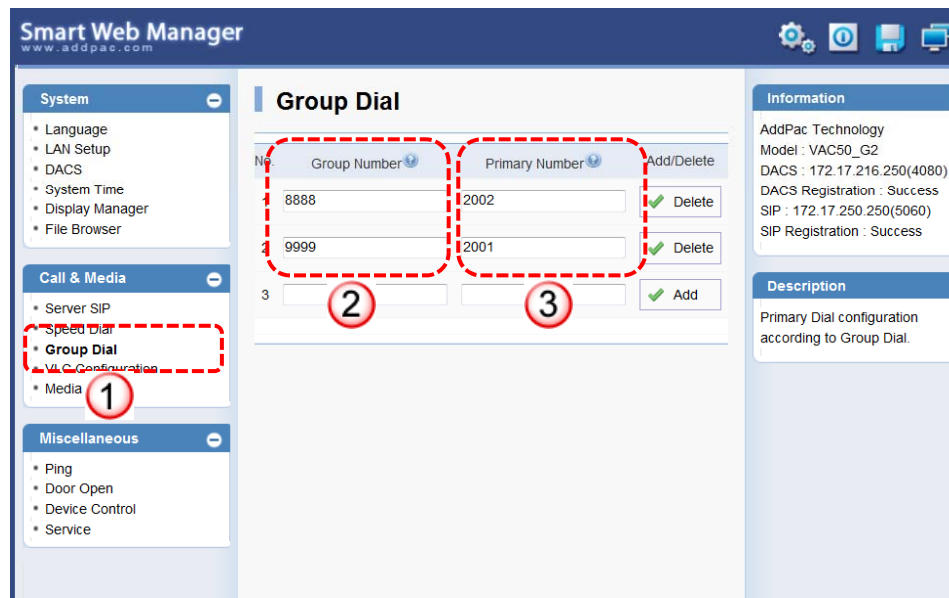 Smart Web Manager
www.addpac.com
System
Language
LAN Setup
DACS
System Time
Display Manager
File Browser
Call & Media
Server SIP
Speed Dial
Group Dial
VLC Configuration
Media
1
Miscellaneous
Ping
Door Open
Device Control
Service
Group Dial
No. Group Number Primary Number Add/Delete
1 8888 2002 Delete
2 9999 2001 Delete
3 Add
2 3
Information
AddPac Technology
Model : VAC50_G2
DACS : 172.17.216.250(4080)
DACS Registration : Success
SIP : 172.17.250.250(5060)
SIP Registration : Success
Description
Primary Dial configuration
according to Group Dial.